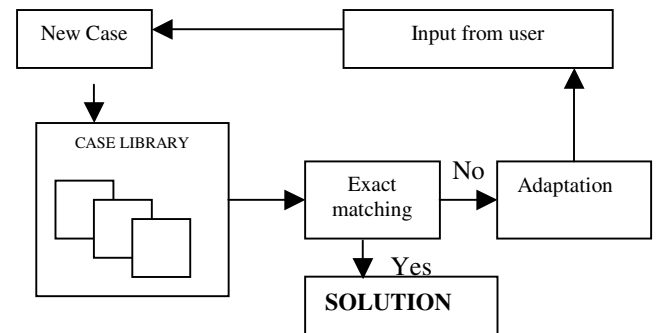 New Case
Input from user
CASE LIBRARY
Exact
matching
No
Adaptation
Yes
SOLUTION